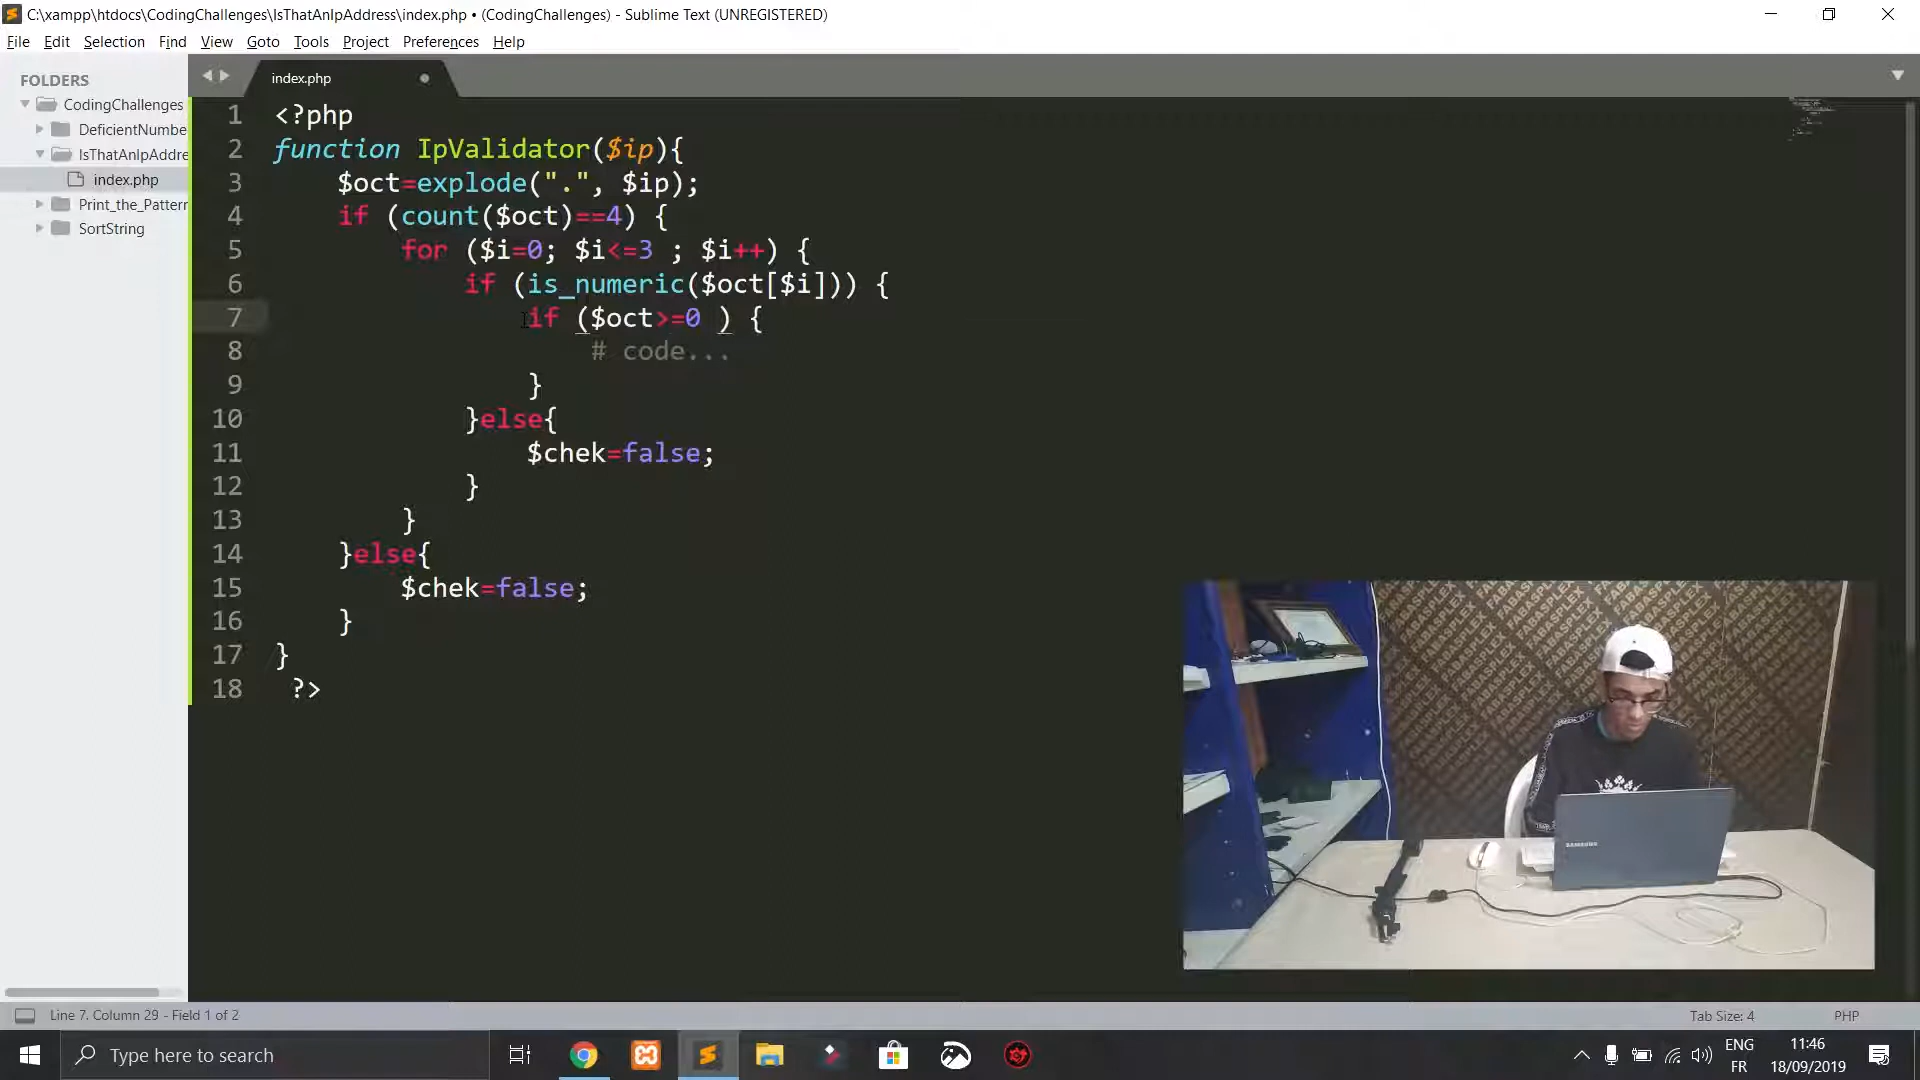 C:\xampp\htdocs\CodingChallenges\IsThatAnIpAddress\index.php • (CodingChallenges) - Sublime Text (UNREGISTERED)
File Edit Selection Find View Goto Tools Project Preferences Help
FOLDERS
CodingChallenges
DeficientNumbe
IsThatAnIpAddre
index.php
Print_the_Patterr
SortString
index.php
1 <?php
2 function IpValidator($ip){
3 $oct=explode(".", $ip);
4 if (count($oct)==4) {
5 for ($i=0; $i<=3 ; $i++) {
6 if (is_numeric($oct[$i])) {
7 if ($oct>=0 ) {
8 # code...
9 }
10 }else{
11 $chek=false;
12 }
13 }
14 }else{
15 $chek=false;
16 }
17 }
18 ?>
FABASPLEX
SAMSUNG
Line 7, Column 29 - Field 1 of 2
Tab Size: 4
PHP
Type here to search
ENG
FR
11:46
18/09/2019